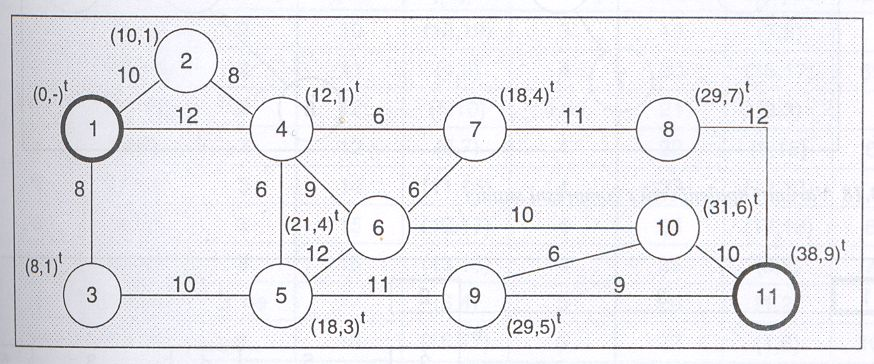 (10,1)
2
10
8
(0,-)ᵗ
(12,1)ᵗ
(18,4)ᵗ
(29,7)ᵗ
1
12
4
6
7
11
8
12
8
6
9
6
(21,4)ᵗ
6
10
10
(31,6)ᵗ
(8,1)ᵗ
12
6
10
(38,9)ᵗ
3
10
5
11
9
9
11
(18,3)ᵗ
(29,5)ᵗ